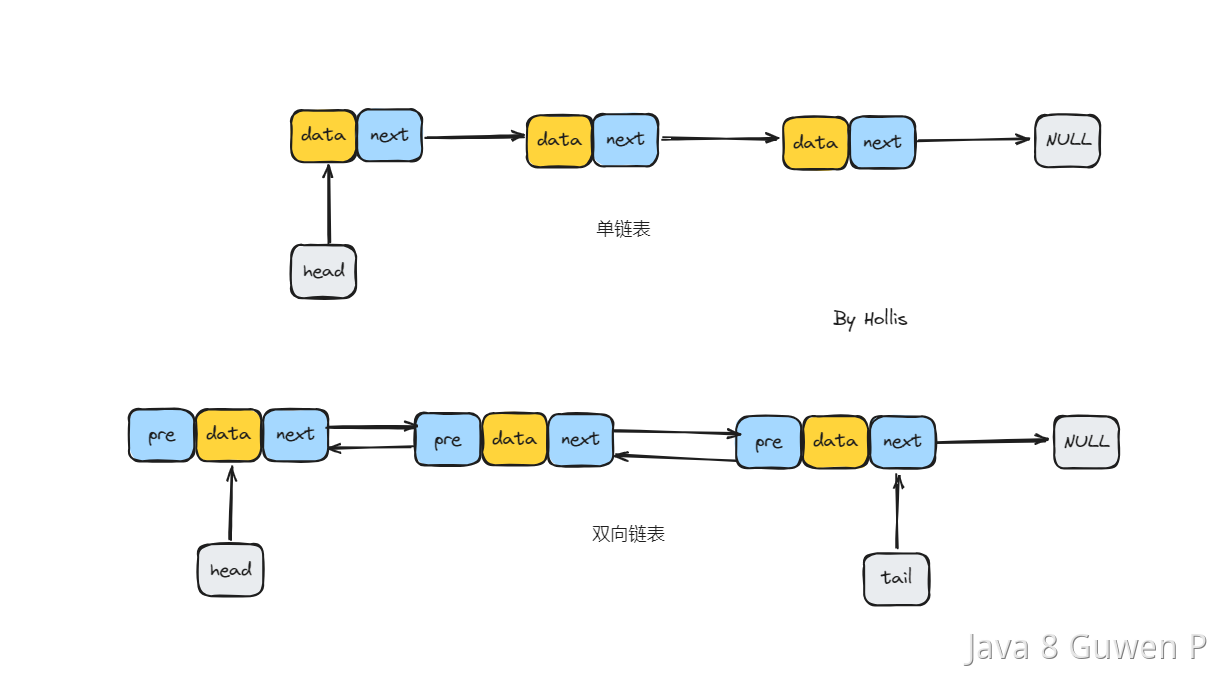 data next data next data next NULL
单链表
head
By Hollis
pre data next pre data next pre data next NULL
双向链表
head
tail
Java 8 Guwen P